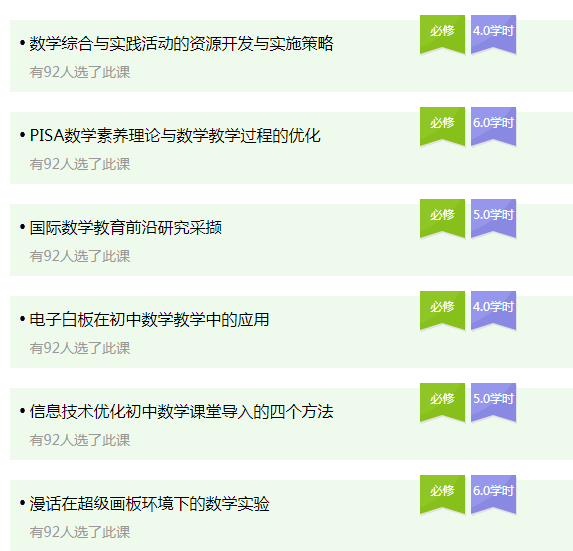 • 数学综合与实践活动的资源开发与实施策略 必修 4.0学时
有92人选了此课
• PISA数学素养理论与数学教学过程的优化 必修 6.0学时
有92人选了此课
• 国际数学教育前沿研究采撷 必修 5.0学时
有92人选了此课
• 电子白板在初中数学教学中的应用 必修 4.0学时
有92人选了此课
• 信息技术优化初中数学课堂导入的四个方法 必修 5.0学时
有92人选了此课
• 漫话在超级画板环境下的数学实验 必修 6.0学时
有92人选了此课